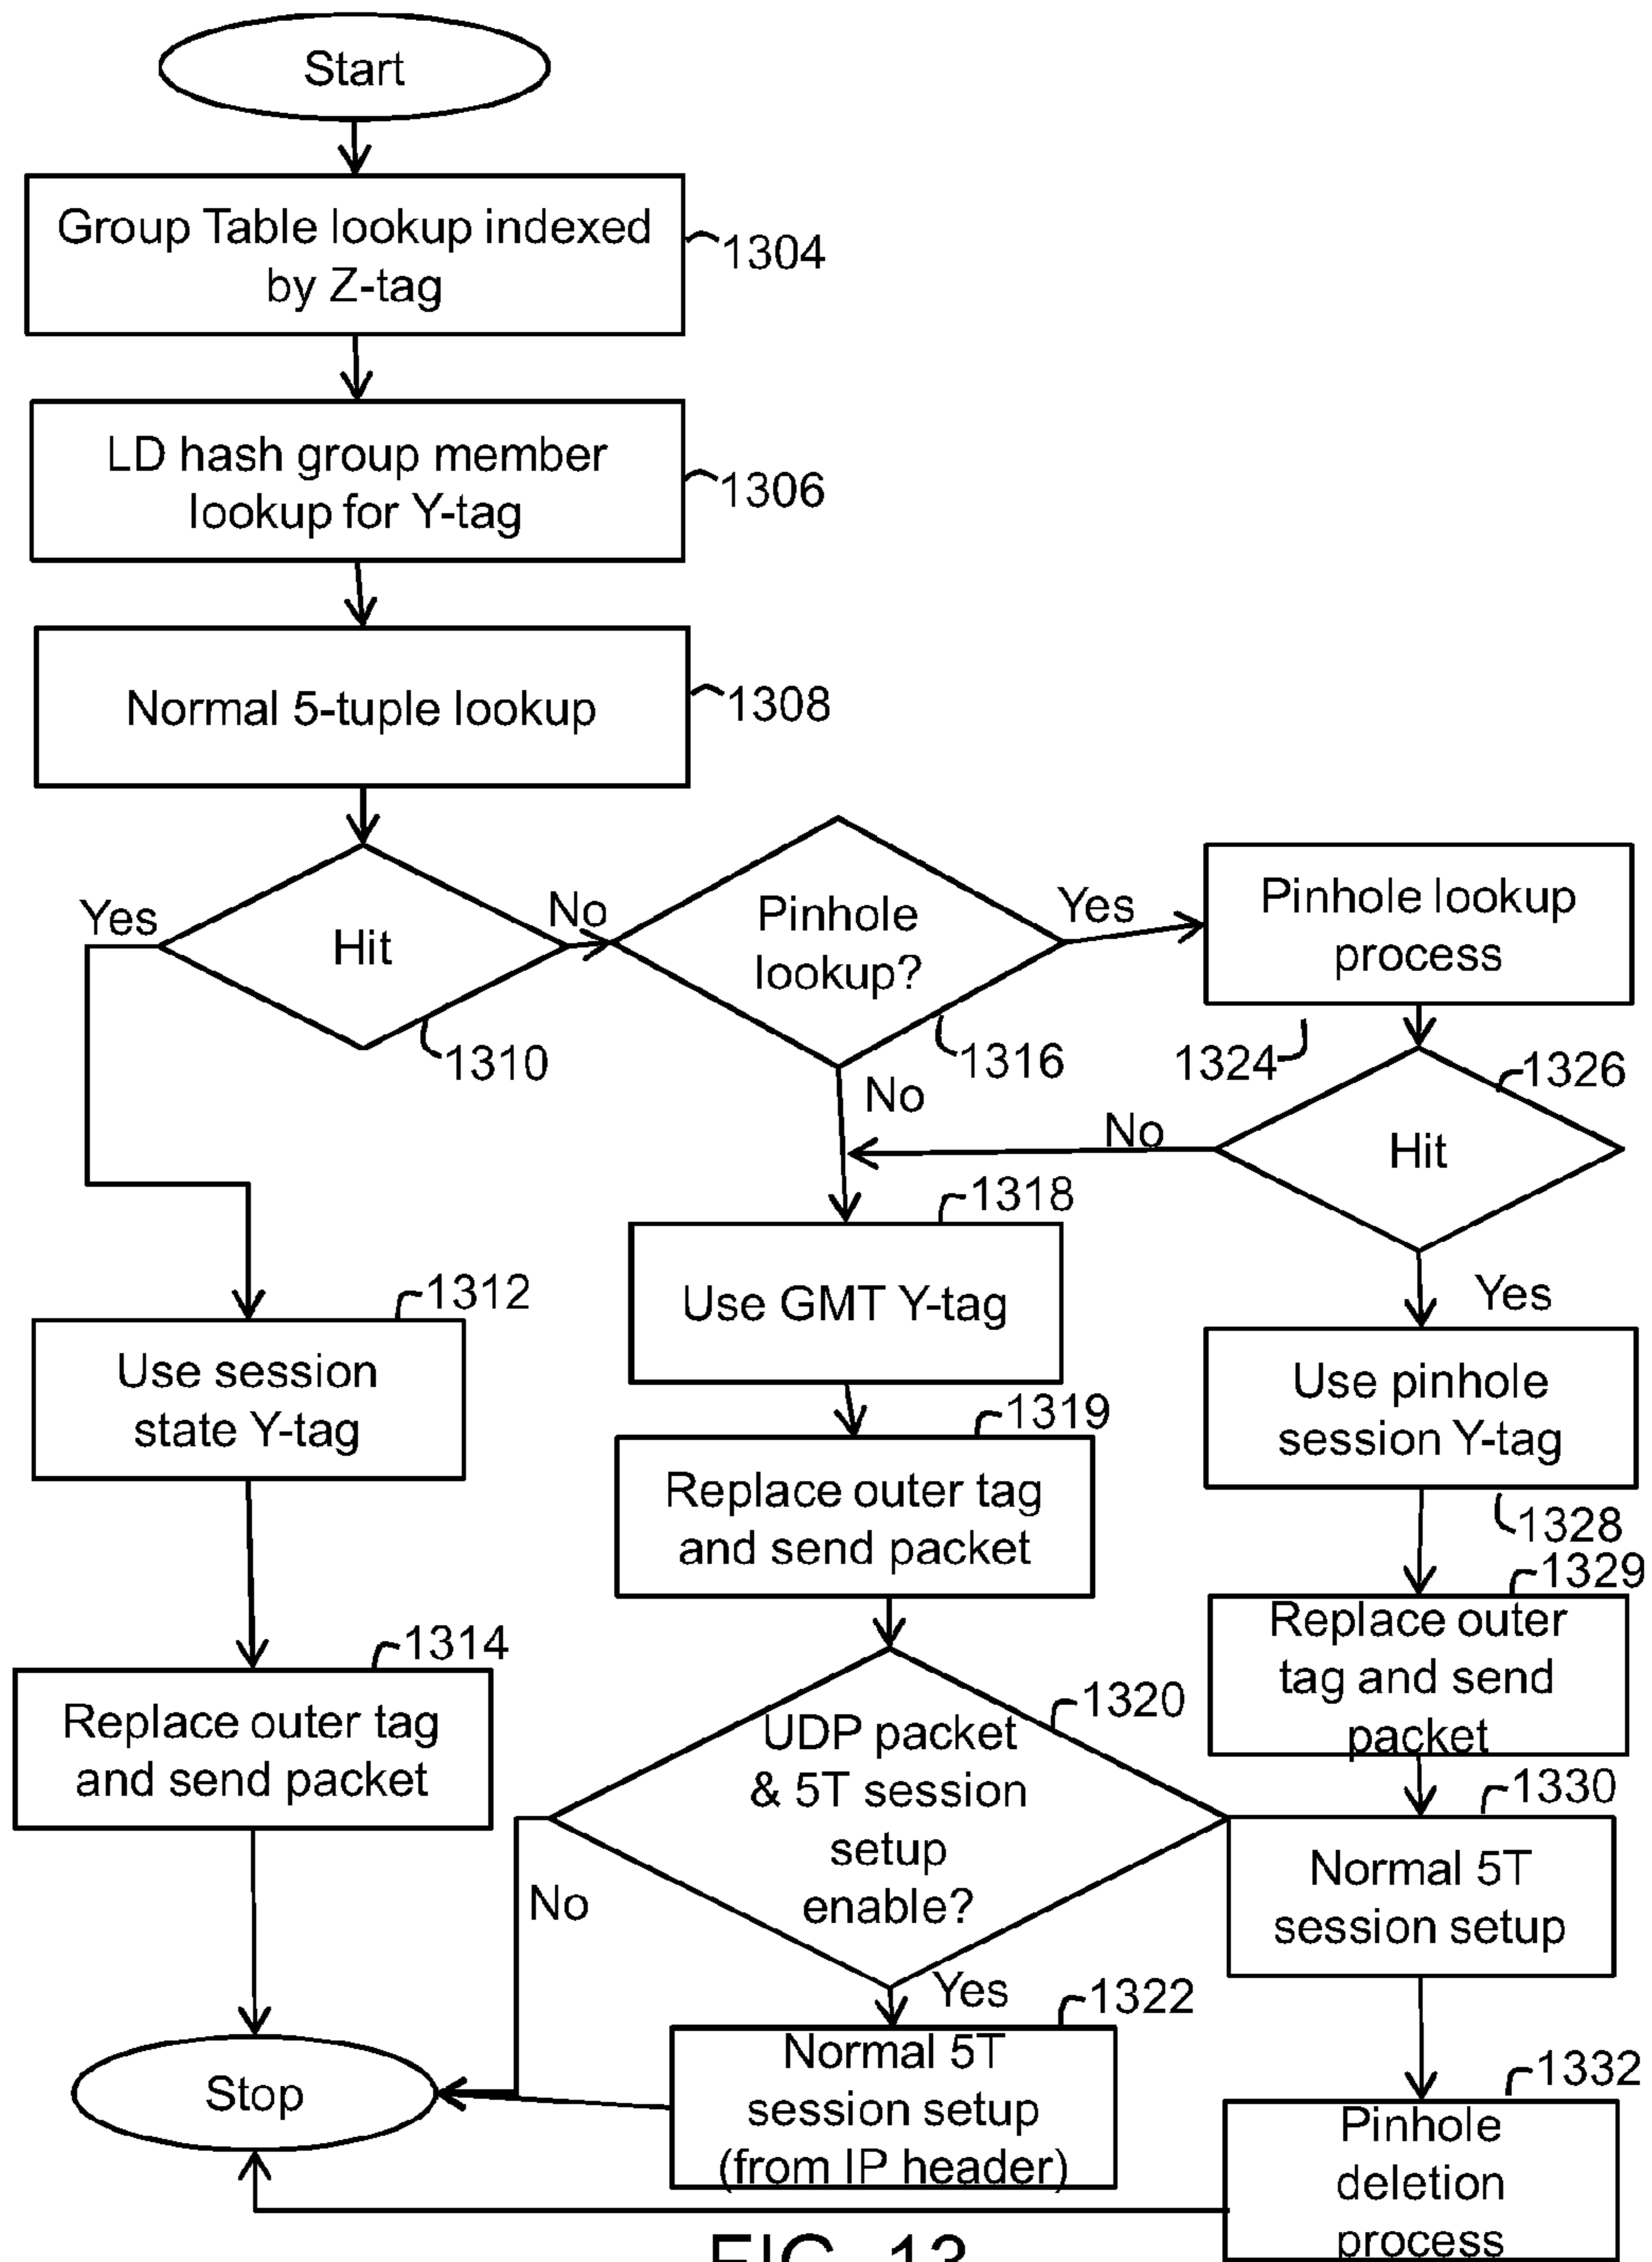 Start
Group Table lookup indexed
by Z-tag
1304
LD hash group member
lookup for Y-tag
1306
Normal 5-tuple lookup
1308
Yes
Hit
No
1310
Pinhole
lookup?
Yes
1316
No
Pinhole lookup
process
1324
1326
Hit
No
Yes
1312
Use session
state Y-tag
1318
Use GMT Y-tag
Use pinhole
session Y-tag
1328
1319
Replace outer tag
and send packet
1329
Replace outer
tag and send
packet
1314
Replace outer tag
and send packet
1320
UDP packet
& 5T session
setup
enable?
No
Yes
1330
Normal 5T
session setup
1322
Normal 5T
session setup
(from IP header)
Stop
1332
Pinhole
deletion
process
FIG. 13